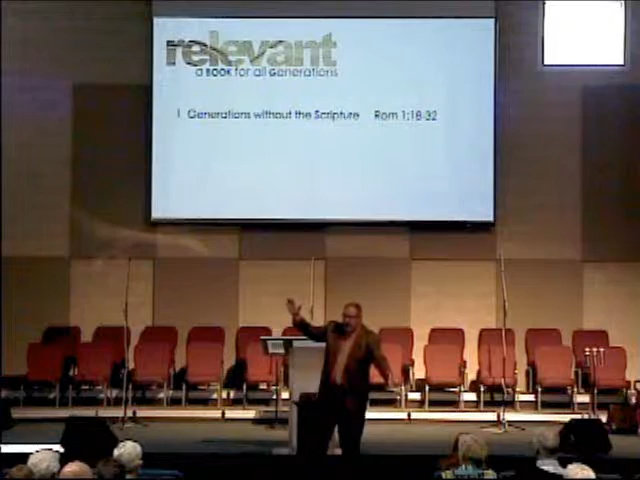 relevant
a BOOK for all Generations
I Generations without the Scripture Rom 1:18-32